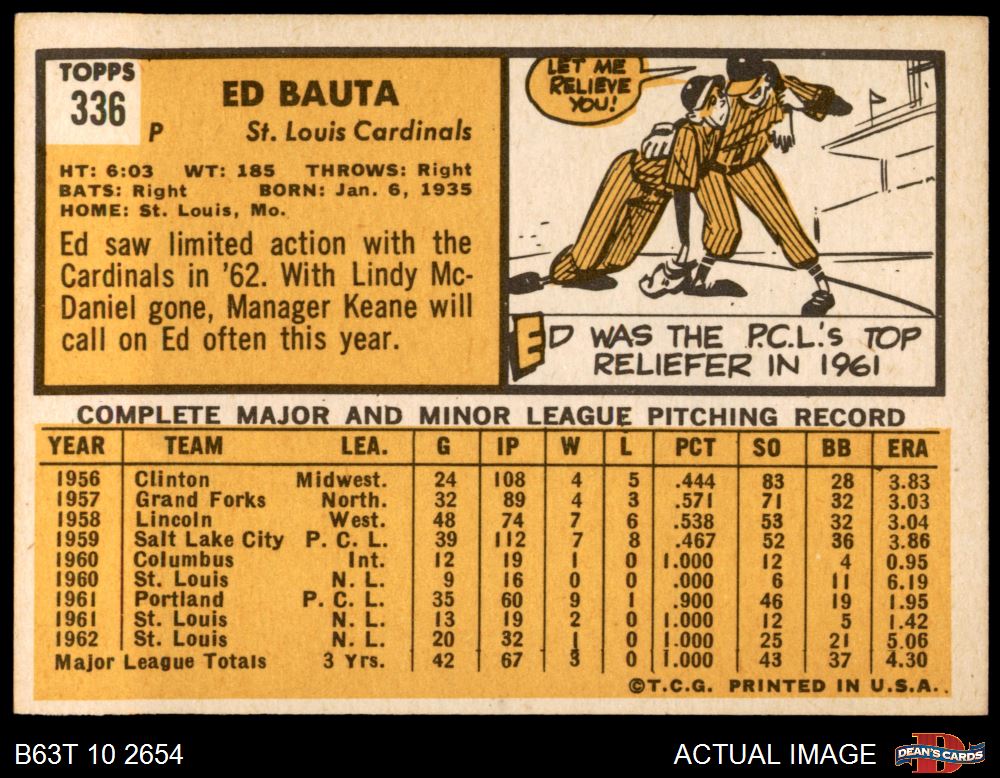 TOPPS
336
P
ED BAUTA
St. Louis Cardinals
HT: 6:03 WT: 185 THROWS: Right
BATS: Right BORN: Jan. 6, 1935
HOME: St. Louis, Mo.
Ed saw limited action with the
Cardinals in '62. With Lindy Mc-
Daniel gone, Manager Keane will
call on Ed often this year.
LET ME
RELIEVE
YOU!
ED WAS THE P.C.L.'S TOP
RELIEFER IN 1961
COMPLETE MAJOR AND MINOR LEAGUE PITCHING RECORD
YEAR TEAM LEA. G IP W L PCT SO BB ERA
1956 Clinton Midwest. 24 108 4 5 .444 83 28 3.83
1957 Grand Forks North. 32 89 4 3 .571 71 32 3.03
1958 Lincoln West. 48 74 7 6 .538 53 32 3.04
1959 Salt Lake City P. C. L. 39 112 7 8 .467 52 36 3.86
1960 Columbus Int. 12 19 1 0 1.000 12 4 0.95
1960 St. Louis N. L. 9 16 0 0 .000 6 11 6.19
1961 Portland P. C. L. 35 60 9 1 .900 46 19 1.95
1961 St. Louis N. L. 13 19 2 0 1.000 12 5 1.42
1962 St. Louis N. L. 20 32 1 0 1.000 25 21 5.06
Major League Totals 3 Yrs. 42 67 3 0 1.000 43 37 4.30
©T.C.G. PRINTED IN U.S.A.
B63T 10 2654
ACTUAL IMAGE
DEAN'S CARDS